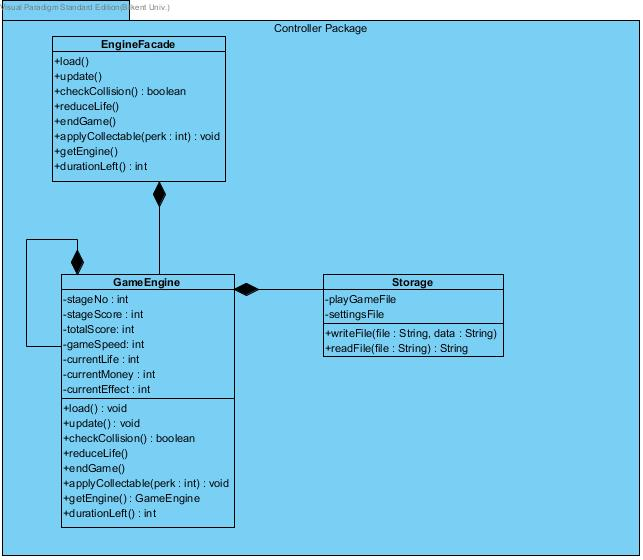 Visual Paradigm Standard Edition(Bilkent Univ.)
Controller Package
EngineFacade
+load()
+update()
+checkCollision() : boolean
+reduceLife()
+endGame()
+applyCollectable(perk : int) : void
+getEngine()
+durationLeft() : int
GameEngine
-stageNo : int
-stageScore : int
-totalScore: int
-gameSpeed: int
-currentLife : int
-currentMoney : int
-currentEffect : int
+load() : void
+update() : void
+checkCollision() : boolean
+reduceLife()
+endGame()
+applyCollectable(perk : int) : void
+getEngine() : GameEngine
+durationLeft() : int
Storage
-playGameFile
-settingsFile
+writeFile(file : String, data : String)
+readFile(file : String) : String